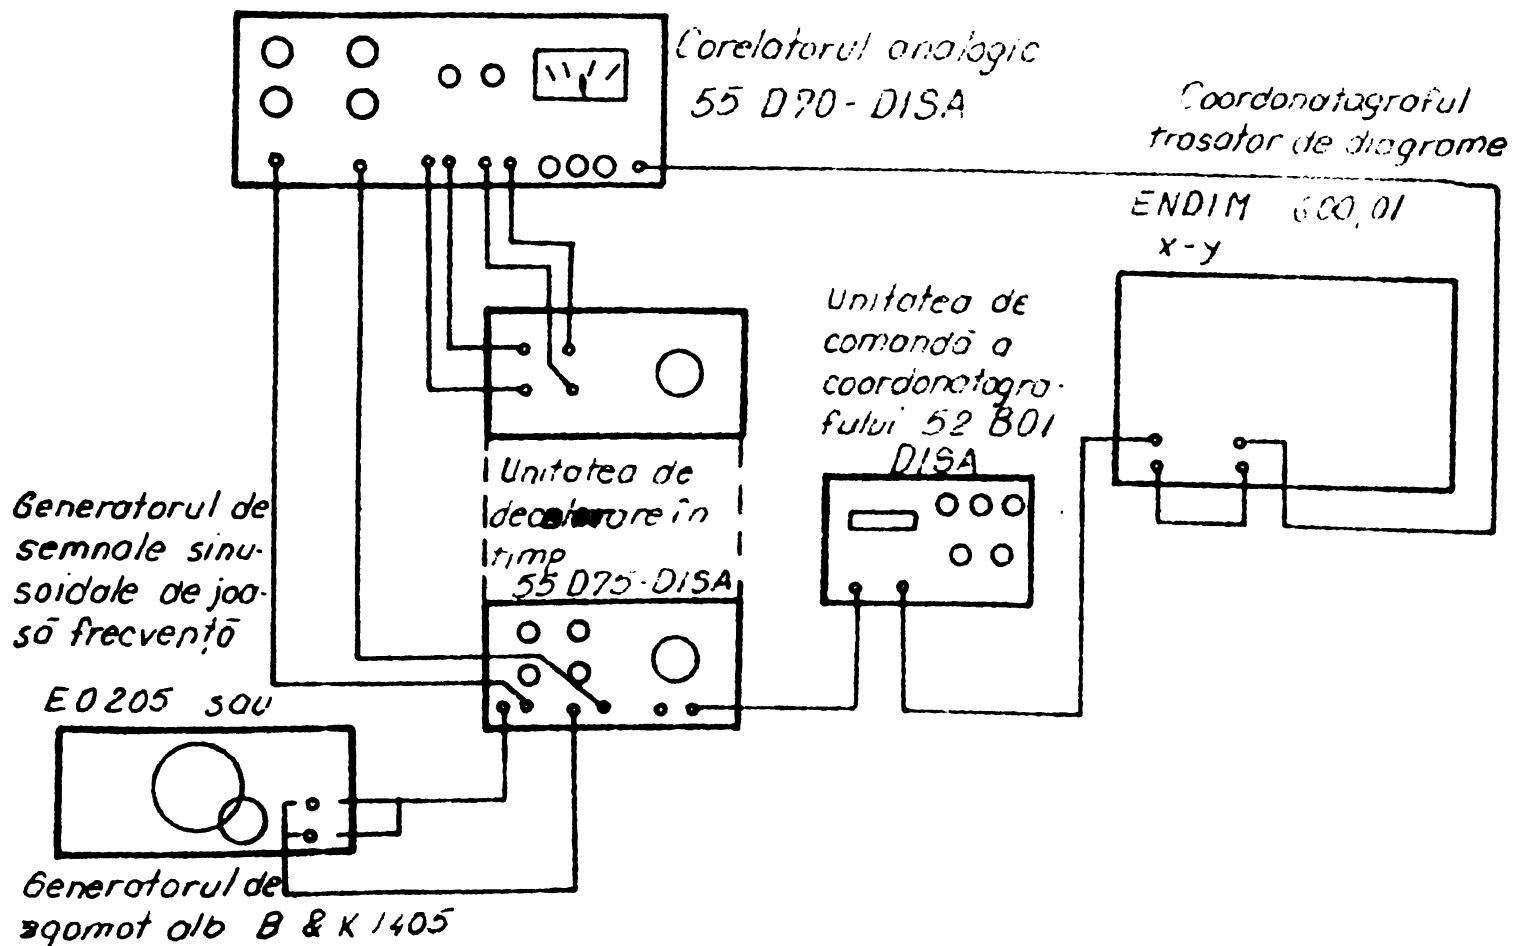 Corelatorul analogic
55 D70 - DISA
Coordonatograful
trasator de diagrame
ENDIM 600,01
x-y
Unitatea de
comandă a
coordonatogra-
fului 52 B01
DISA
Unitatea de
în
timp
55 D75-DISA
Generatorul de
semnale sinu-
soidale de joa-
să frecvență
EO205 sau
Generatorul de
zgomot alb B & K 1405